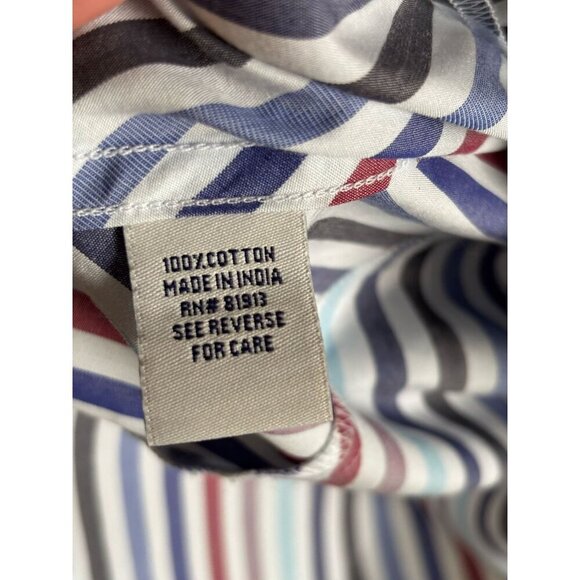 100% COTTON
MADE IN INDIA
RN# 81913
SEE REVERSE
FOR CARE